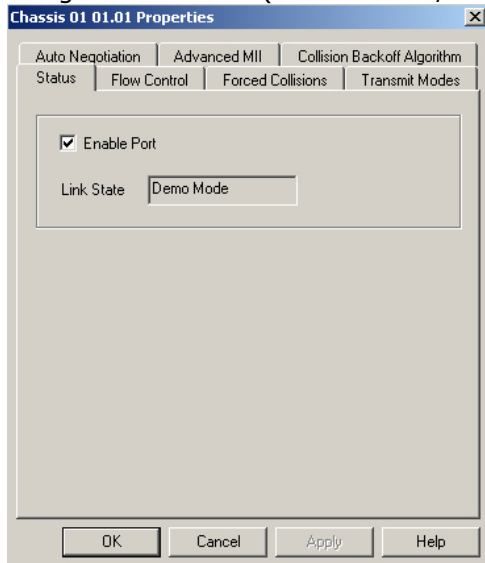 Chassis 01 01.01 Properties
Auto Negotiation Advanced MII Collision Backoff Algorithm
Status Flow Control Forced Collisions Transmit Modes
Enable Port
Link State Demo Mode
OK Cancel Apply Help